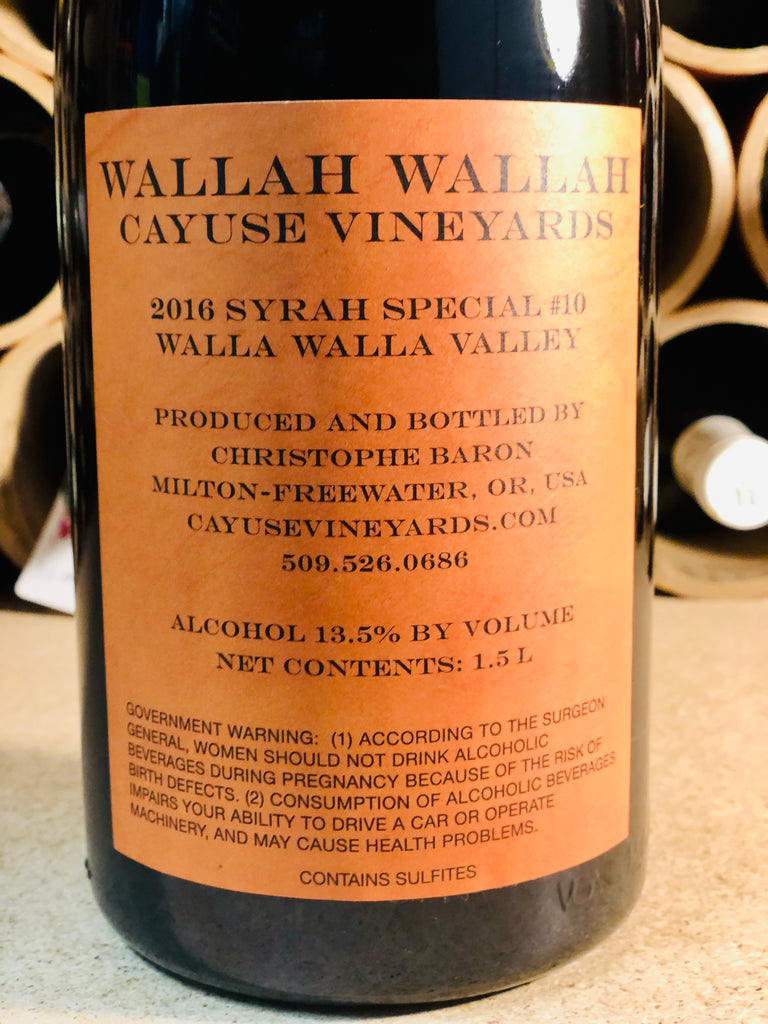 WALLAH WALLAH
CAYUSE VINEYARDS
2016 SYRAH SPECIAL #10
WALLA WALLA VALLEY
PRODUCED AND BOTTLED BY
CHRISTOPHE BARON
MILTON-FREEWATER, OR, USA
CAYUSEVINEYARDS.COM
509.526.0686
ALCOHOL 13.5% BY VOLUME
NET CONTENTS: 1.5 L
GOVERNMENT WARNING: (1) ACCORDING TO THE SURGEON
GENERAL, WOMEN SHOULD NOT DRINK ALCOHOLIC
BEVERAGES DURING PREGNANCY BECAUSE OF THE RISK OF
BIRTH DEFECTS. (2) CONSUMPTION OF ALCOHOLIC BEVERAGES
IMPAIRS YOUR ABILITY TO DRIVE A CAR OR OPERATE
MACHINERY, AND MAY CAUSE HEALTH PROBLEMS.
CONTAINS SULFITES